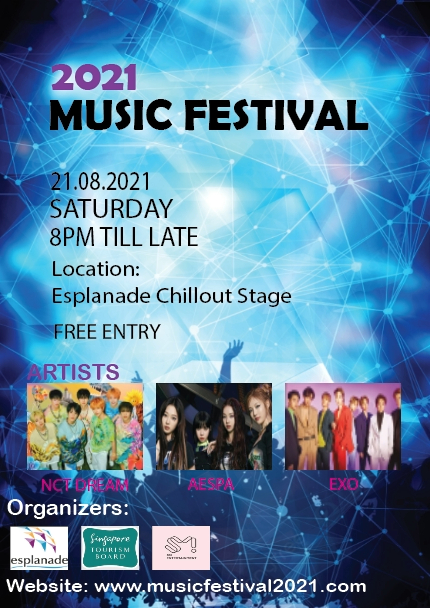 2021
MUSIC FESTIVAL
21.08.2021
SATURDAY
8PM TILL LATE
Location:
Esplanade Chillout Stage
FREE ENTRY
ARTISTS
NCT DREAM AESPA EXO
Organizers:
esplanade
Singapore
TOURISM
BOARD
SM
ENTERTAINMENT
Website: www.musicfestival2021.com